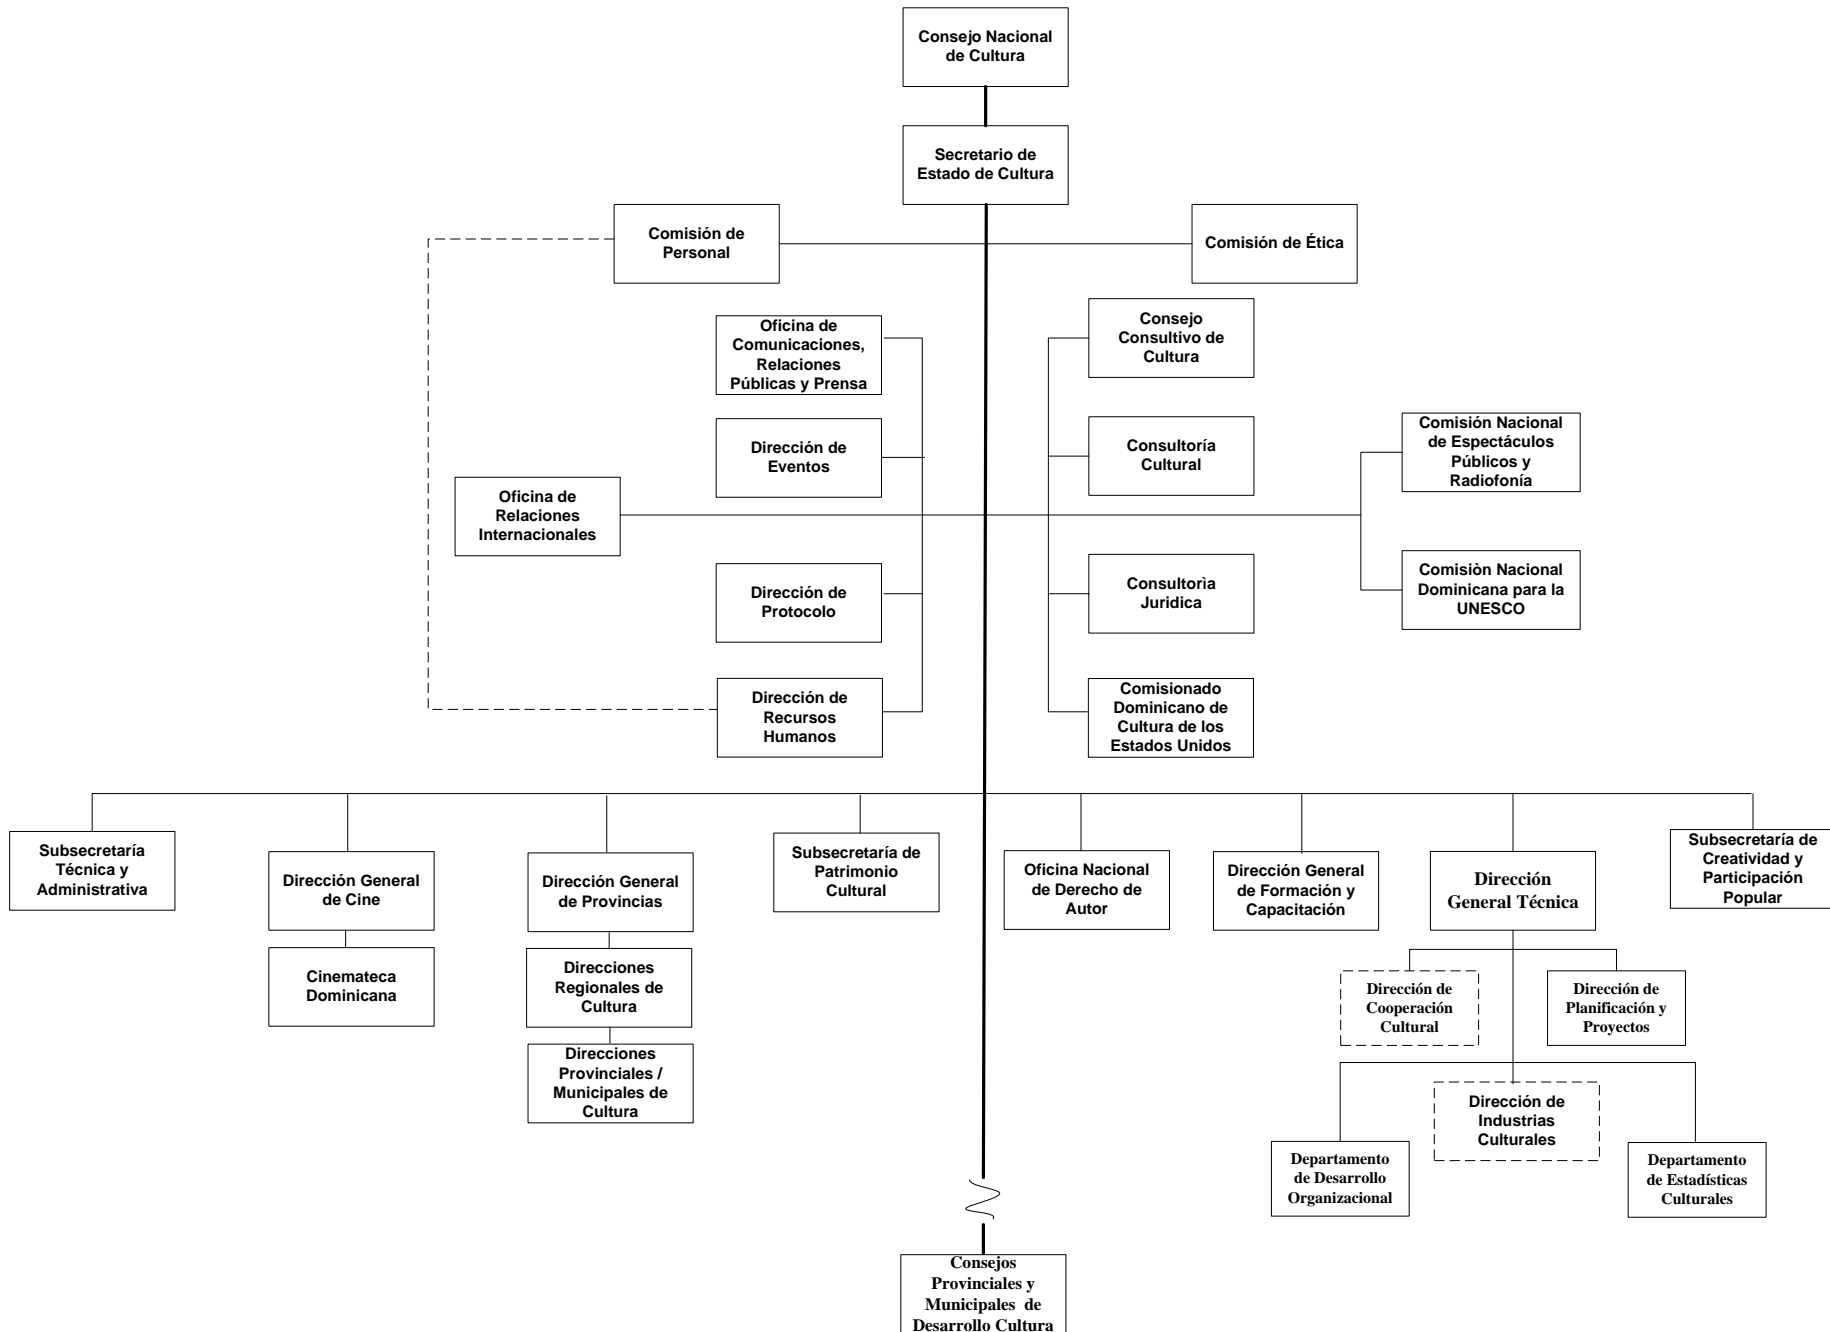 Consejo Nacional
de Cultura
Secretario de
Estado de Cultura
Comisión de
Personal
Comisión de Ética
Oficina de
Comunicaciones,
Relaciones
Públicas y Prensa
Consejo
Consultivo de
Cultura
Dirección de
Eventos
Consultoría
Cultural
Comisión Nacional
de Espectáculos
Públicos y
Radiofonía
Oficina de
Relaciones
Internacionales
Dirección de
Protocolo
Consultorìa
Juridica
Comisiòn Nacional
Dominicana para la
UNESCO
Dirección de
Recursos
Humanos
Comisionado
Dominicano de
Cultura de los
Estados Unidos
Subsecretaría
Técnica y
Administrativa
Dirección General
de Cine
Dirección General
de Provincias
Subsecretaría de
Patrimonio
Cultural
Oficina Nacional
de Derecho de
Autor
Dirección General
de Formación y
Capacitación
Dirección
General Técnica
Subsecretaría de
Creatividad y
Participación
Popular
Cinemateca
Dominicana
Direcciones
Regionales de
Cultura
Dirección de
Cooperación
Cultural
Dirección de
Planificación y
Proyectos
Direcciones
Provinciales /
Municipales de
Cultura
Dirección de
Industrias
Culturales
Departamento
de Desarrollo
Organizacional
Departamento
de Estadísticas
Culturales
Consejos
Provinciales y
Municipales de
Desarrollo Cultura